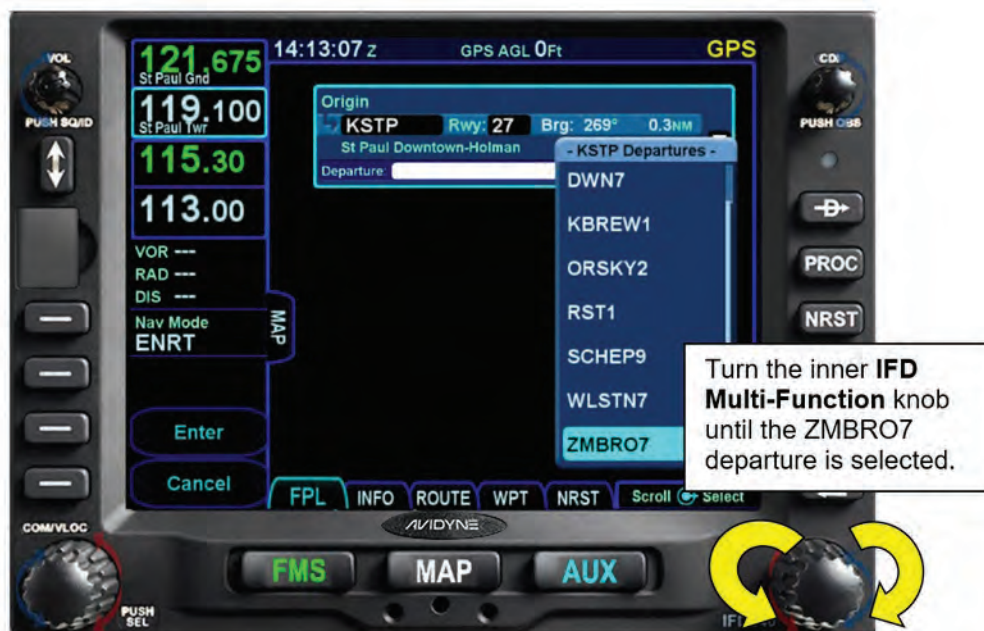 VOL
PUSH SQ/ID
121.675
St Paul Gnd
119.100
St Paul Twr
115.30
113.00
VOR ---
RAD ---
DIS ---
Nav Mode
ENRT
Enter
Cancel
COM/VLOC
PUSH
SEL
14:13:07 Z GPS AGL 0Ft GPS
Origin
KSTP Rwy: 27 Brg: 269° 0.3NM
St Paul Downtown-Holman
Departure:
- KSTP Departures -
DWN7
KBREW1
ORSKY2
RST1
SCHEP9
WLSTN7
ZMBRO7
MAP
FPL INFO ROUTE WPT NRST Scroll Select
AVIDYNE
FMS MAP AUX
CDI
PUSH OBS
D
PROC
NRST
Turn the inner IFD
Multi-Function knob
until the ZMBRO7
departure is selected.